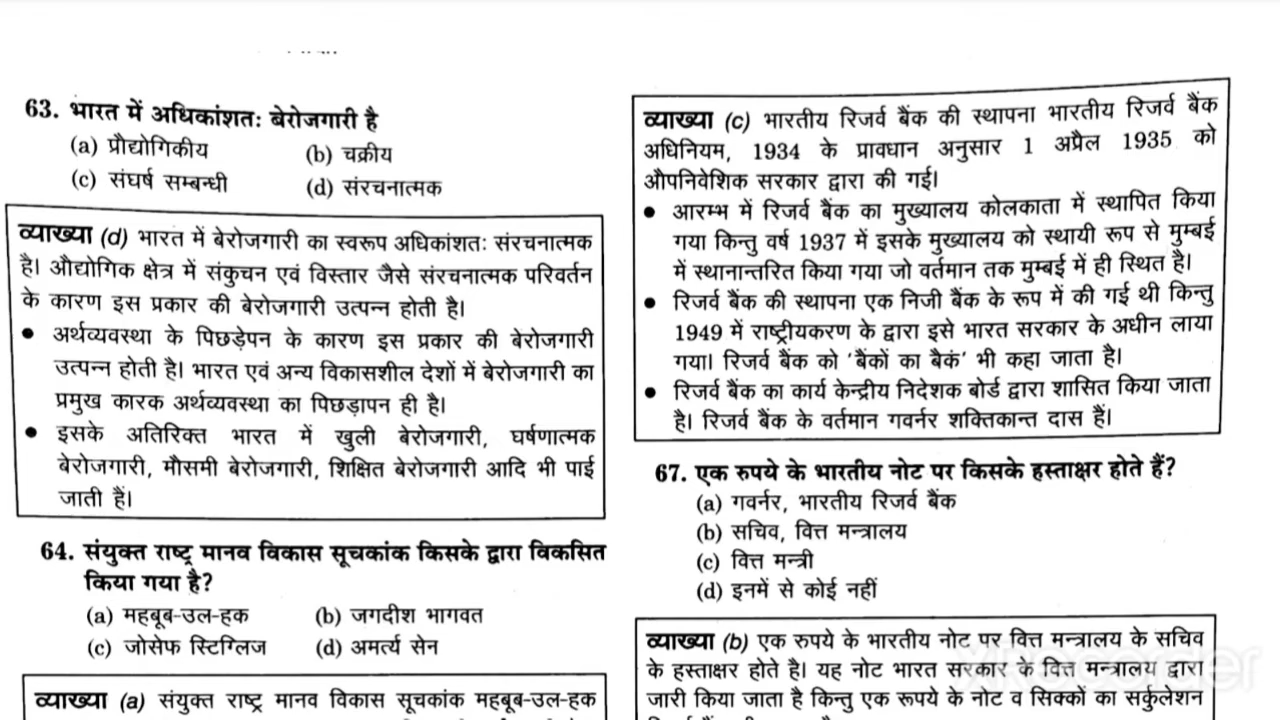 63. भारत में अधिकांशतः बेरोजगारी है
(a) प्रौद्योगिकीय (b) चक्रीय
(c) संघर्ष सम्बन्धी (d) संरचनात्मक
व्याख्या (d) भारत में बेरोजगारी का स्वरूप अधिकांशतः संरचनात्मक
है। औद्योगिक क्षेत्र में संकुचन एवं विस्तार जैसे संरचनात्मक परिवर्तन
के कारण इस प्रकार की बेरोजगारी उत्पन्न होती है।
• अर्थव्यवस्था के पिछड़ेपन के कारण इस प्रकार की बेरोजगारी
उत्पन्न होती है। भारत एवं अन्य विकासशील देशों में बेरोजगारी का
प्रमुख कारक अर्थव्यवस्था का पिछड़ापन ही है।
• इसके अतिरिक्त भारत में खुली बेरोजगारी, घर्षणात्मक
बेरोजगारी, मौसमी बेरोजगारी, शिक्षित बेरोजगारी आदि भी पाई
जाती हैं।
64. संयुक्त राष्ट्र मानव विकास सूचकांक किसके द्वारा विकसित
किया गया है?
(a) महबूब-उल-हक (b) जगदीश भागवत
(c) जोसेफ स्टिग्लिज (d) अमर्त्य सेन
व्याख्या (a) संयुक्त राष्ट्र मानव विकास सूचकांक महबूब-उल-हक
व्याख्या (c) भारतीय रिजर्व बैंक की स्थापना भारतीय रिजर्व बैंक
अधिनियम, 1934 के प्रावधान अनुसार 1 अप्रैल 1935 को
औपनिवेशिक सरकार द्वारा की गई।
• आरम्भ में रिजर्व बैंक का मुख्यालय कोलकाता में स्थापित किया
गया किन्तु वर्ष 1937 में इसके मुख्यालय को स्थायी रूप से मुम्बई
में स्थानान्तरित किया गया जो वर्तमान तक मुम्बई में ही स्थित है।
• रिजर्व बैंक की स्थापना एक निजी बैंक के रूप में की गई थी किन्तु
1949 में राष्ट्रीयकरण के द्वारा इसे भारत सरकार के अधीन लाया
गया। रिजर्व बैंक को 'बैंकों का बैकं' भी कहा जाता है।
• रिजर्व बैंक का कार्य केन्द्रीय निदेशक बोर्ड द्वारा शासित किया जाता
है। रिजर्व बैंक के वर्तमान गवर्नर शक्तिकान्त दास हैं।
67. एक रुपये के भारतीय नोट पर किसके हस्ताक्षर होते हैं?
(a) गवर्नर, भारतीय रिजर्व बैंक
(b) सचिव, वित्त मन्त्रालय
(c) वित्त मन्त्री
(d) इनमें से कोई नहीं
व्याख्या (b) एक रुपये के भारतीय नोट पर वित्त मन्त्रालय के सचिव
के हस्ताक्षर होते है। यह नोट भारत सरकार के वित्त मन्त्रालय द्वारा
जारी किया जाता है किन्तु एक रूपये के नोट व सिक्कों का सर्कुलेशन
XRecorder